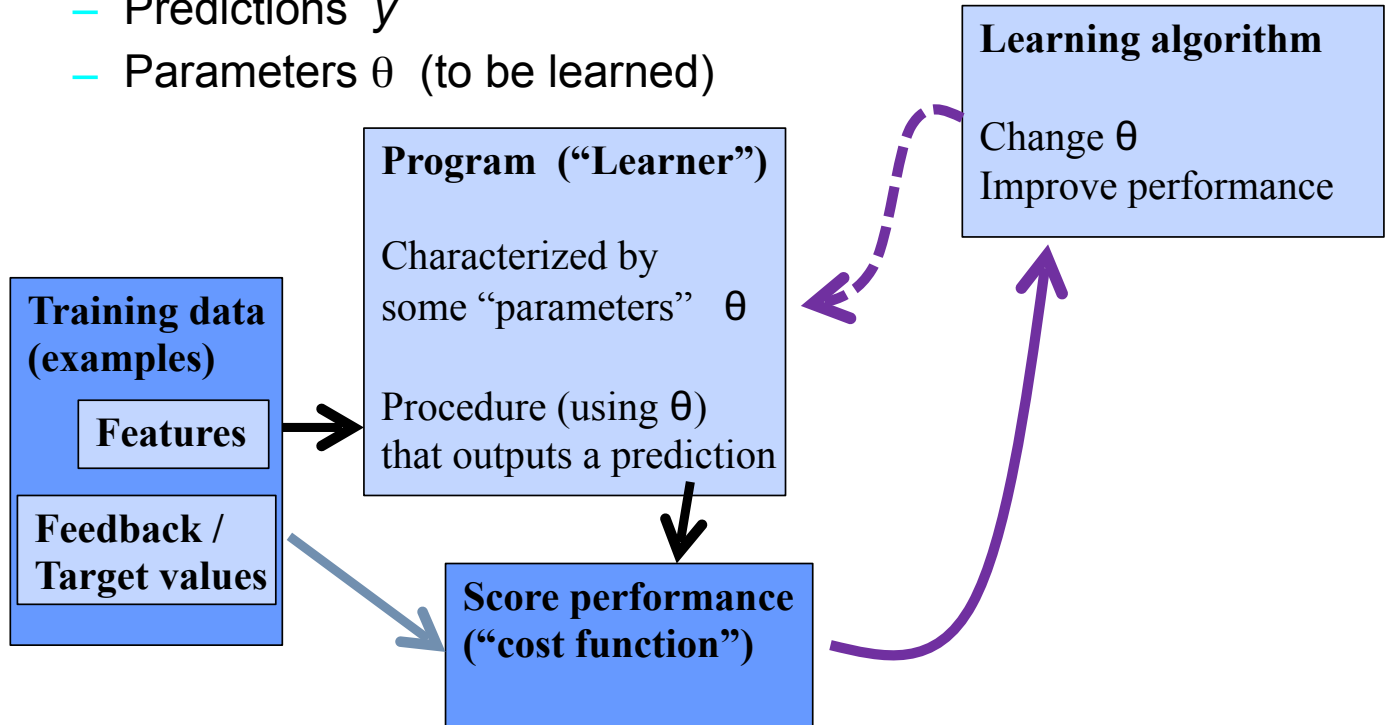 – Predictions y
– Parameters θ (to be learned)
Learning algorithm
Change θ
Improve performance
Program (“Learner”)
Characterized by
some “parameters” θ
Procedure (using θ)
that outputs a prediction
Training data
(examples)
Features
Feedback /
Target values
Score performance
(“cost function”)